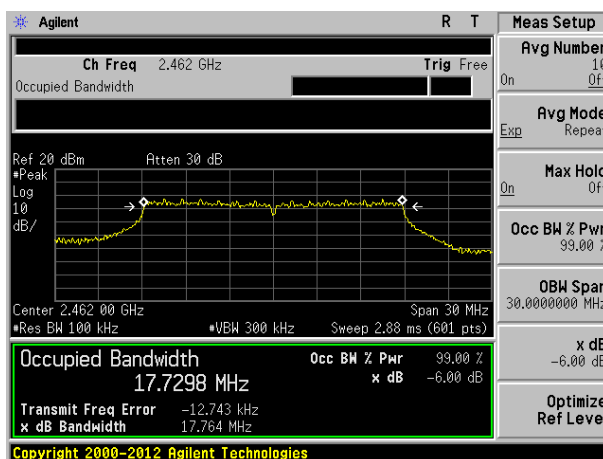 Agilent R T Meas Setup
Ch Freq 2.462 GHz Trig Free
Occupied Bandwidth
Avg Number
10
On Off
Avg Mode
Exp Repeat
Max Hold
On Off
Occ BW % Pwr
99.00 %
OBW Span
30.0000000 MHz
x dB
-6.00 dB
Optimize
Ref Level
Ref 20 dBm Atten 30 dB
#Peak
Log
10
dB/
Center 2.462 00 GHz Span 30 MHz
#Res BW 100 kHz #VBW 300 kHz Sweep 2.88 ms (601 pts)
Occupied Bandwidth Occ BW % Pwr 99.00 %
17.7298 MHz x dB -6.00 dB
Transmit Freq Error -12.743 kHz
x dB Bandwidth 17.764 MHz
Copyright 2000-2012 Agilent Technologies